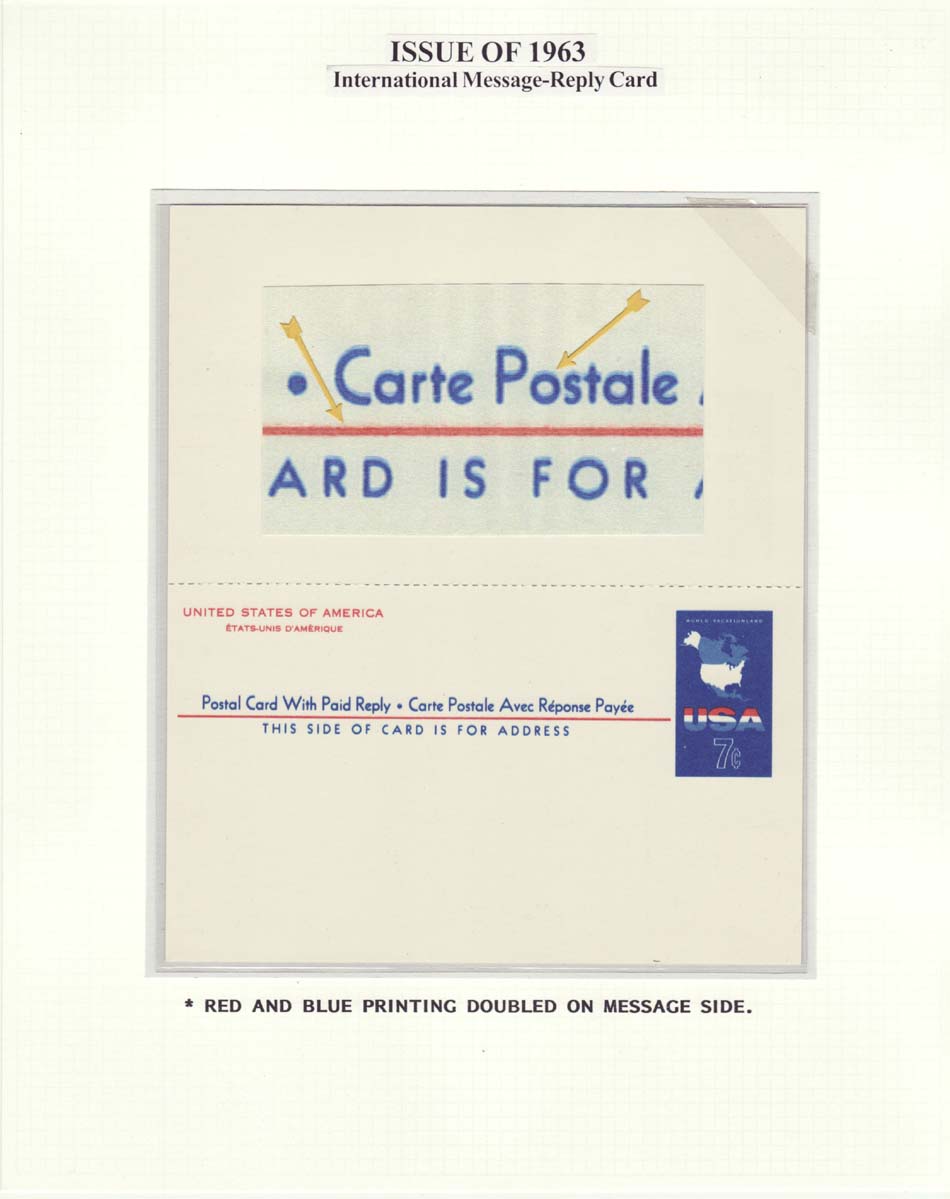 ISSUE OF 1963
International Message-Reply Card
• Carte Postale
ARD IS FOR
UNITED STATES OF AMERICA
ÉTATS-UNIS D'AMÉRIQUE
WORLD VACATIONLAND
Postal Card With Paid Reply • Carte Postale Avec Réponse Payée
THIS SIDE OF CARD IS FOR ADDRESS
USA
7¢
* RED AND BLUE PRINTING DOUBLED ON MESSAGE SIDE.